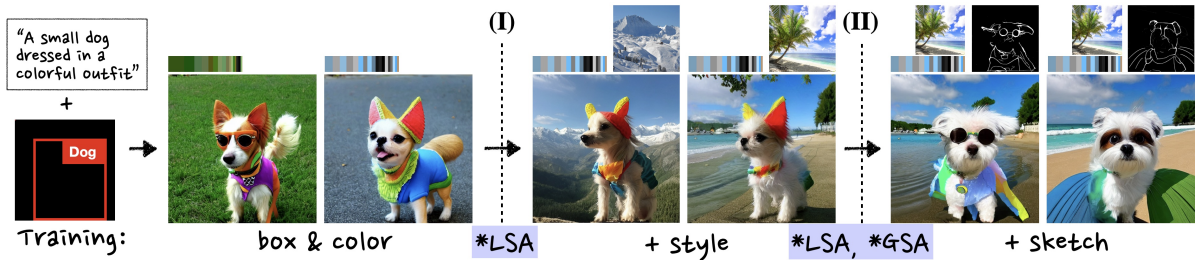 "A small dog
dressed in a
colorful outfit"
+
Dog
Training:
box & color
(I)
*LSA
+ style
(II)
*LSA, *GSA
+ sketch